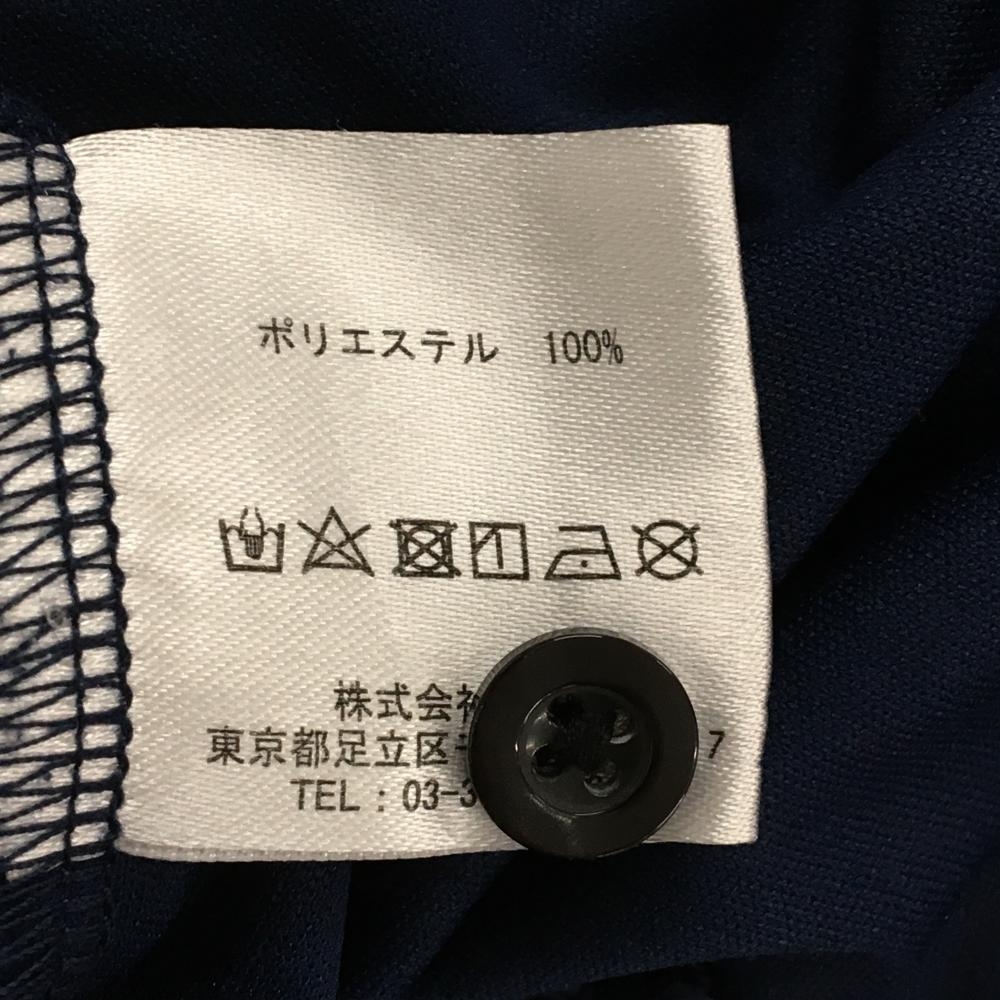 ポリエステル 100%
株式会
東京都足立区 7
TEL : 03-3